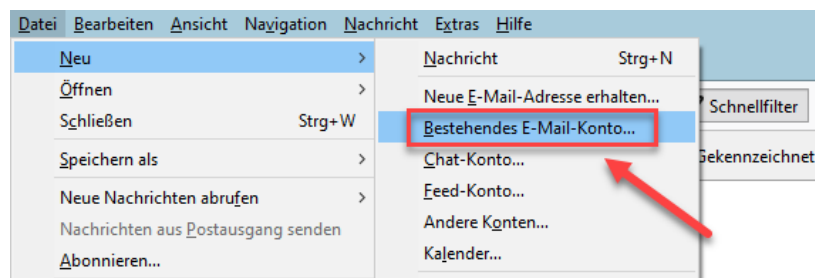 Datei Bearbeiten Ansicht Navigation Nachricht Extras Hilfe
Neu >
Öffnen >
Schließen Strg+W
Speichern als >
Neue Nachrichten abrufen >
Nachrichten aus Postausgang senden
Abonnieren...
Nachricht Strg+N
Neue E-Mail-Adresse erhalten...
Bestehendes E-Mail-Konto...
Chat-Konto...
Feed-Konto...
Andere Konten...
Kalender...
Schnellfilter
Gekennzeichnet